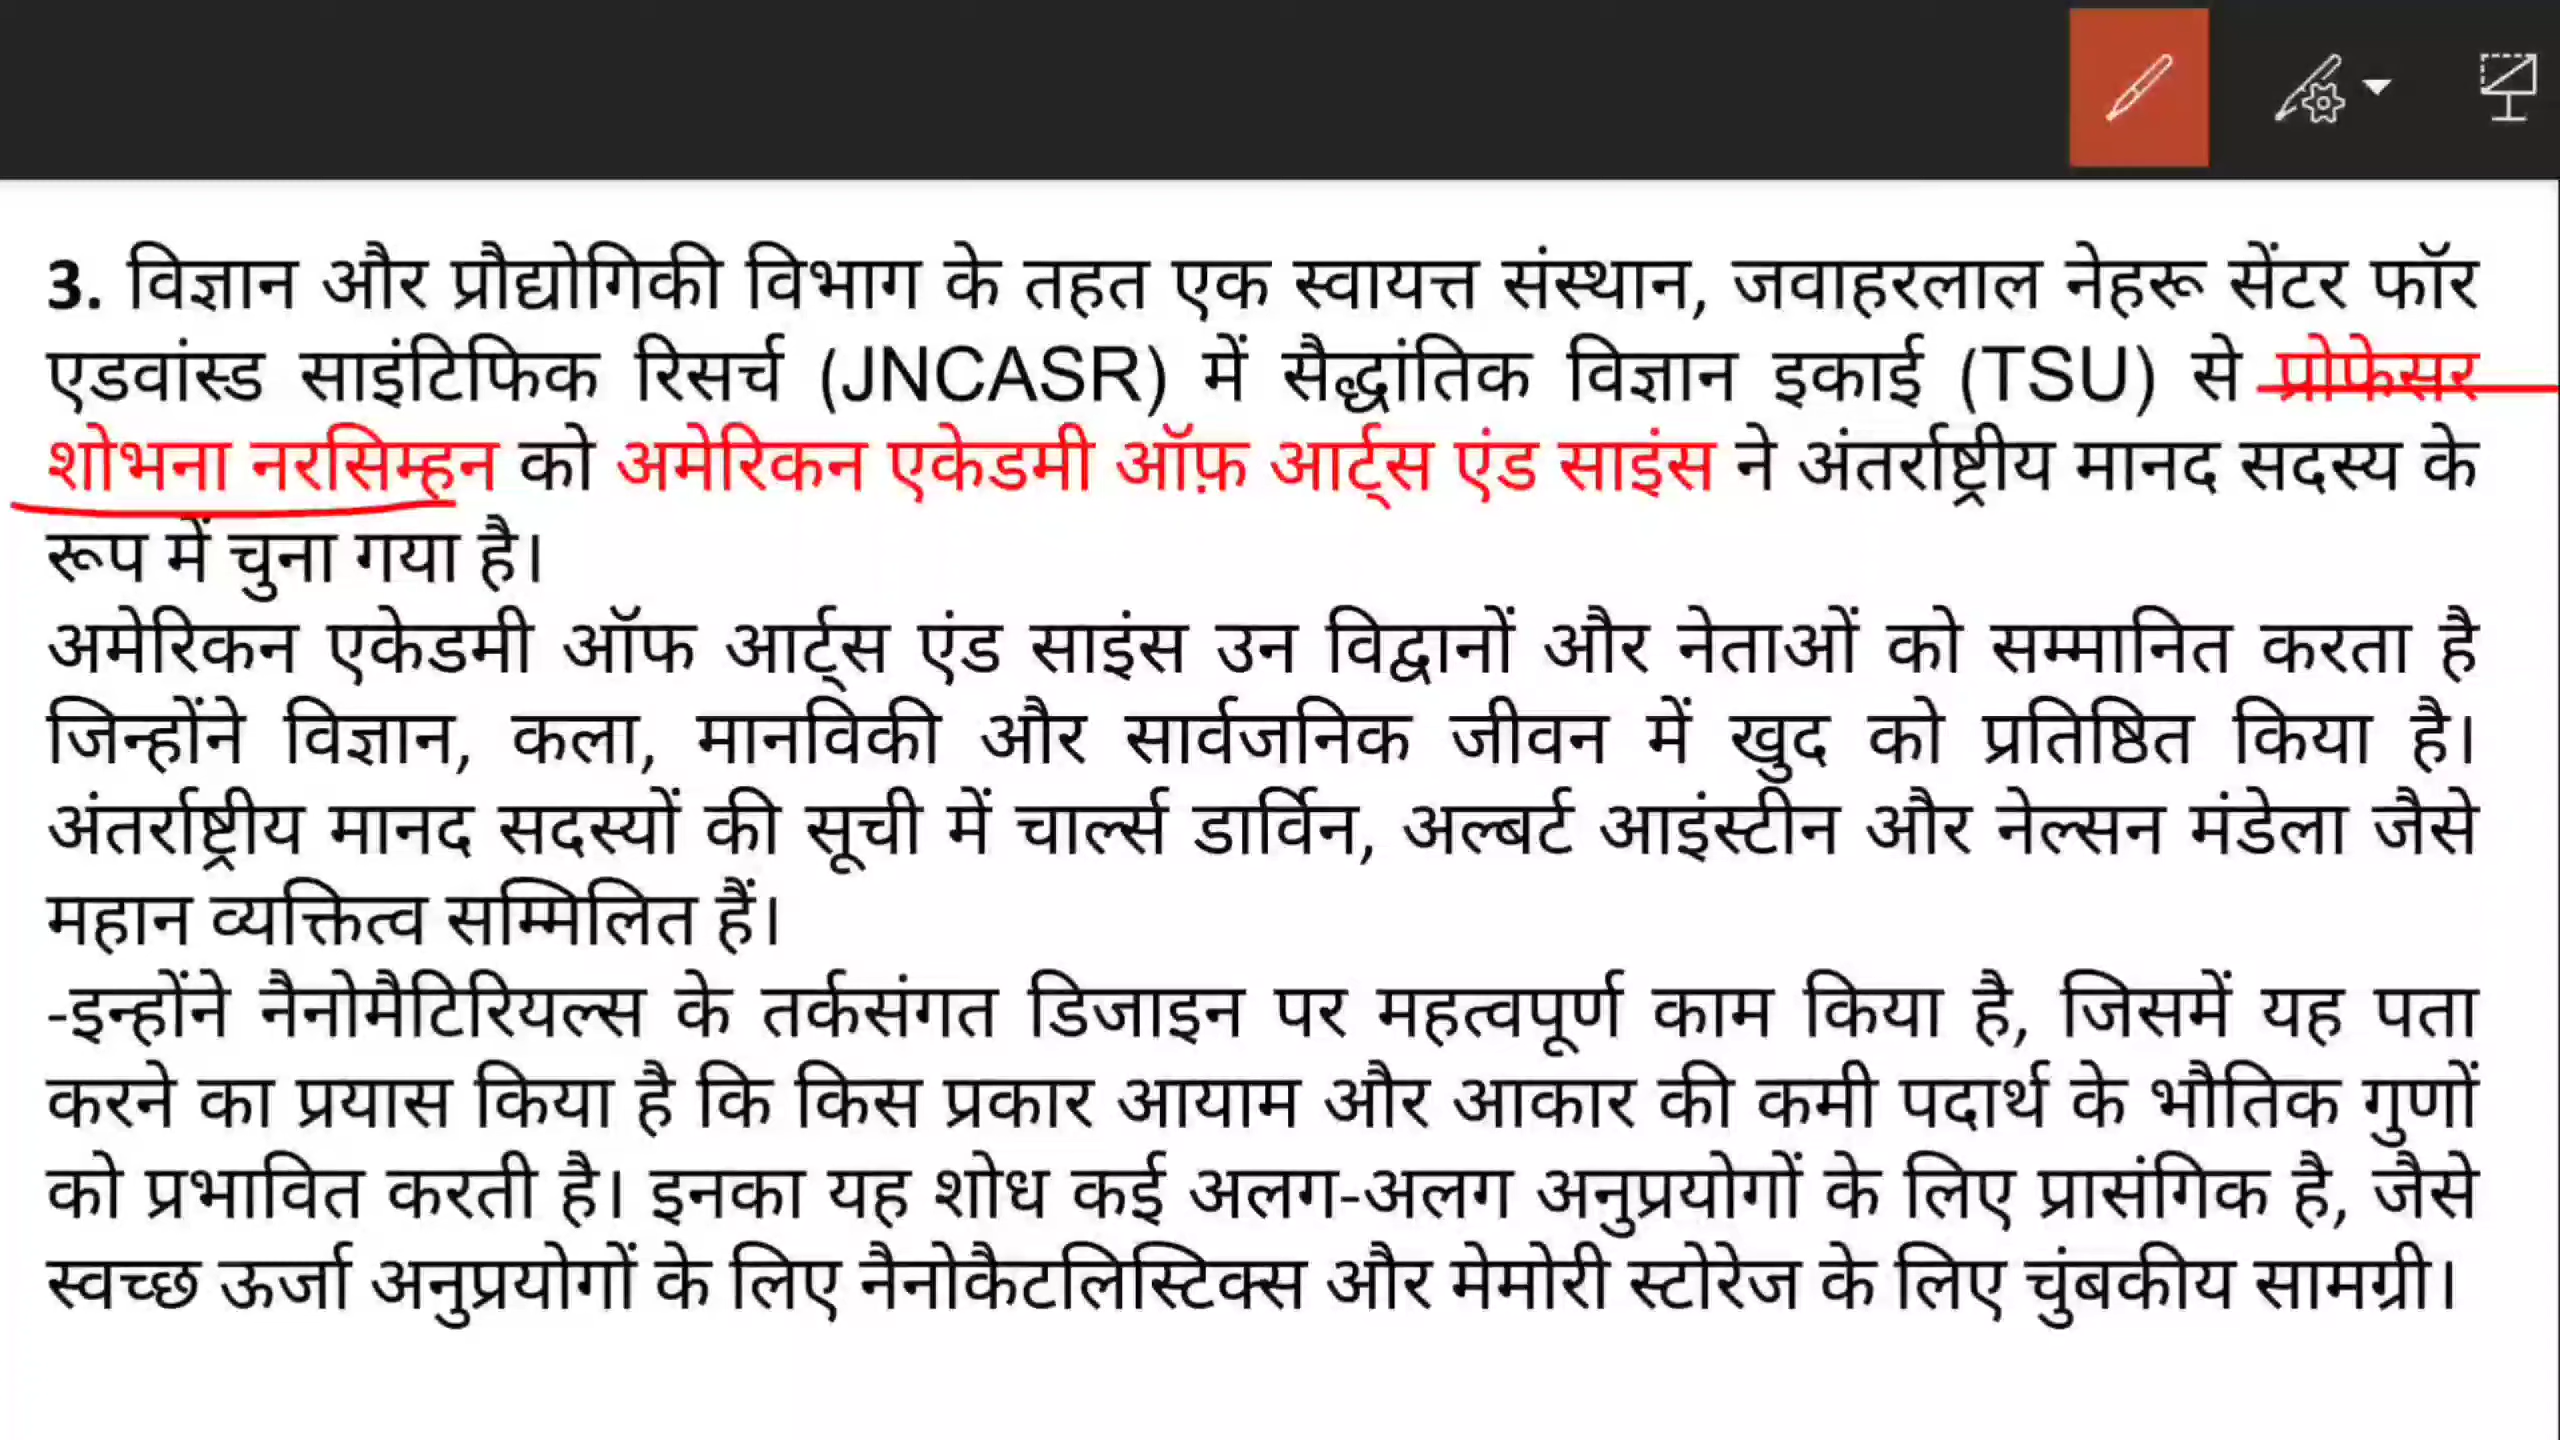 3. विज्ञान और प्रौद्योगिकी विभाग के तहत एक स्वायत्त संस्थान, जवाहरलाल नेहरू सेंटर फॉर
एडवांस्ड साइंटिफिक रिसर्च (JNCASR) में सैद्धांतिक विज्ञान इकाई (TSU) से प्रोफेसर
शोभना नरसिम्हन को अमेरिकन एकेडमी ऑफ़ आर्ट्स एंड साइंस ने अंतर्राष्ट्रीय मानद सदस्य के
रूप में चुना गया है।
अमेरिकन एकेडमी ऑफ आर्ट्स एंड साइंस उन विद्वानों और नेताओं को सम्मानित करता है
जिन्होंने विज्ञान, कला, मानविकी और सार्वजनिक जीवन में खुद को प्रतिष्ठित किया है।
अंतर्राष्ट्रीय मानद सदस्यों की सूची में चार्ल्स डार्विन, अल्बर्ट आइंस्टीन और नेल्सन मंडेला जैसे
महान व्यक्तित्व सम्मिलित हैं।
-इन्होंने नैनोमैटिरियल्स के तर्कसंगत डिजाइन पर महत्वपूर्ण काम किया है, जिसमें यह पता
करने का प्रयास किया है कि किस प्रकार आयाम और आकार की कमी पदार्थ के भौतिक गुणों
को प्रभावित करती है। इनका यह शोध कई अलग-अलग अनुप्रयोगों के लिए प्रासंगिक है, जैसे
स्वच्छ ऊर्जा अनुप्रयोगों के लिए नैनोकैटलिस्टिक्स और मेमोरी स्टोरेज के लिए चुंबकीय सामग्री।